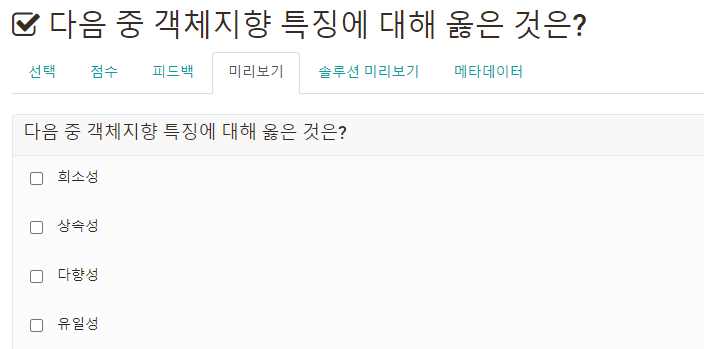 다음 중 객체지향 특징에 대해 옳은 것은?
선택 점수 피드백 미리보기 솔루션 미리보기 메타데이터
다음 중 객체지향 특징에 대해 옳은 것은?
희소성
상속성
다향성
유일성